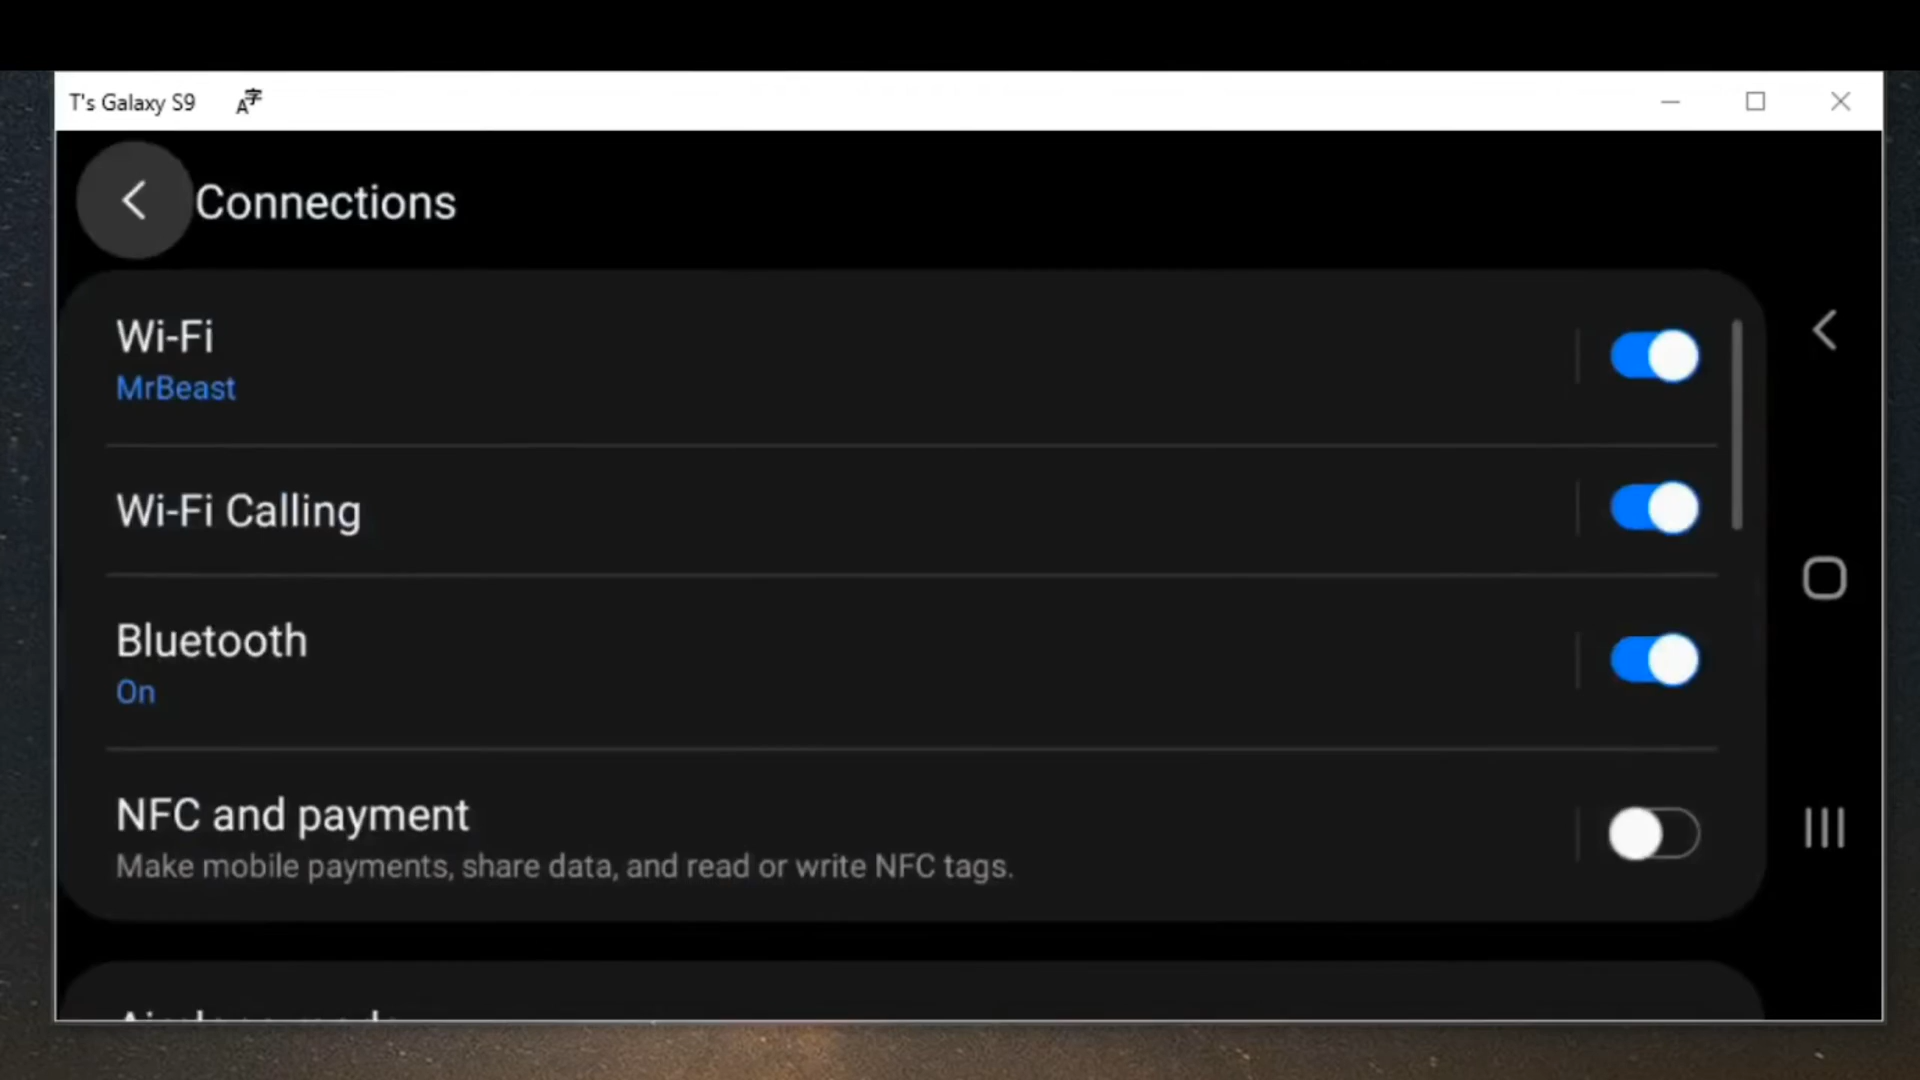 T's Galaxy S9
Connections
Wi-Fi
MrBeast
Wi-Fi Calling
Bluetooth
On
NFC and payment
Make mobile payments, share data, and read or write NFC tags.